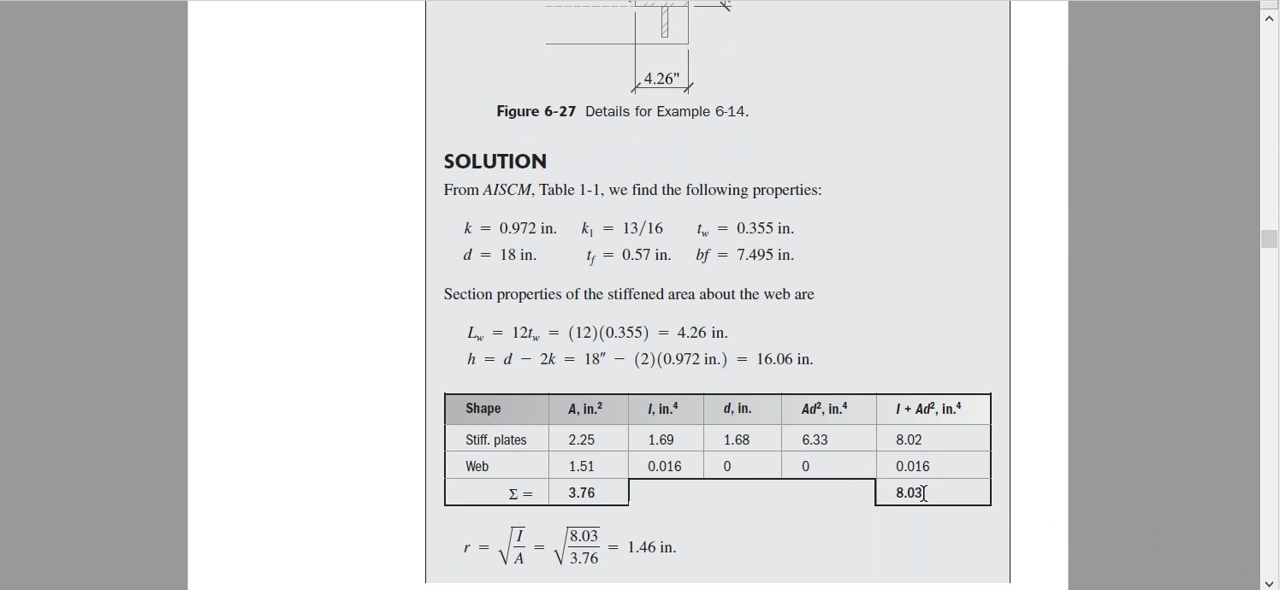 4.26"
Figure 6-27 Details for Example 6-14.
SOLUTION
From AISCM, Table 1-1, we find the following properties:
k = 0.972 in. k₁ = 13/16 t_w = 0.355 in.
d = 18 in. t_f = 0.57 in. bf = 7.495 in.
Section properties of the stiffened area about the web are
L_w = 12t_w = (12)(0.355) = 4.26 in.
h = d − 2k = 18″ − (2)(0.972 in.) = 16.06 in.
Shape A, in.² I, in.⁴ d, in. Ad², in.⁴ I + Ad², in.⁴
Stiff. plates 2.25 1.69 1.68 6.33 8.02
Web 1.51 0.016 0 0 0.016
Σ = 3.76 8.03
r = √(I/A) = √(8.03/3.76) = 1.46 in.